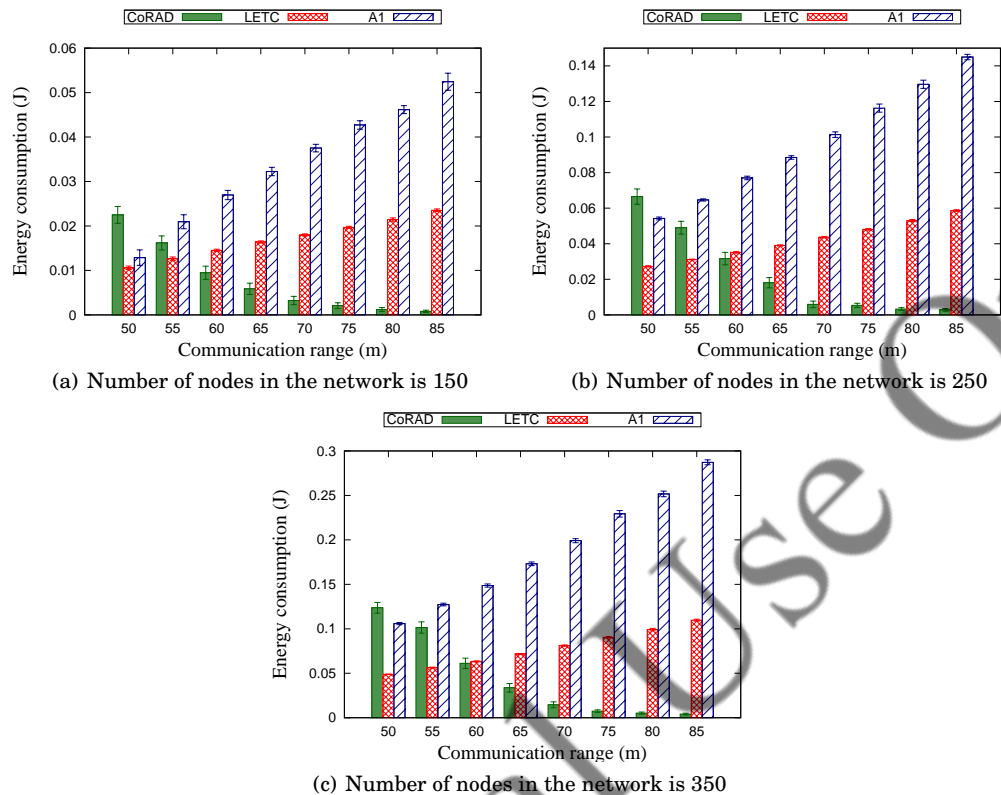 CoRAD LETC A1
0.06
0.05
0.04
0.03
0.02
0.01
0
Energy consumption (J)
50 55 60 65 70 75 80 85
Communication range (m)
(a) Number of nodes in the network is 150
CoRAD LETC A1
0.14
0.12
0.1
0.08
0.06
0.04
0.02
0
Energy consumption (J)
50 55 60 65 70 75 80 85
Communication range (m)
(b) Number of nodes in the network is 250
CoRAD LETC A1
0.3
0.25
0.2
0.15
0.1
0.05
0
Energy consumption (J)
50 55 60 65 70 75 80 85
Communication range (m)
(c) Number of nodes in the network is 350
Use